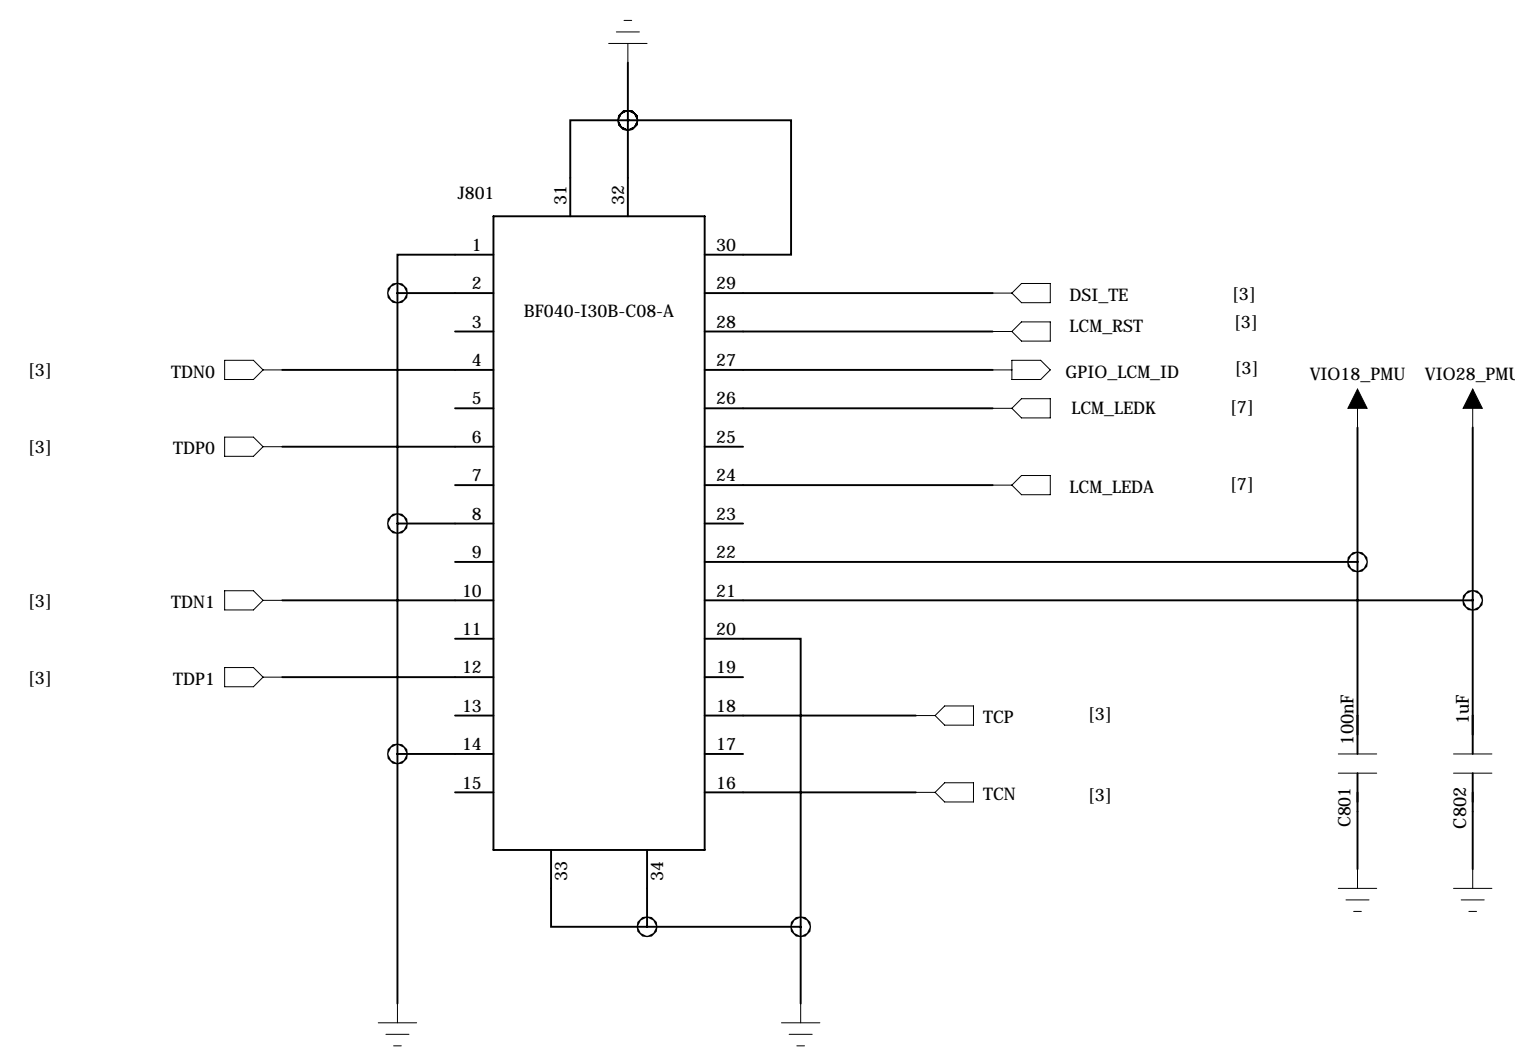 31
32
J801
1
30
2
29
DSI_TE
[3]
BF040-I30B-C08-A
3
28
LCM_RST
[3]
[3]
TDN0
4
27
GPIO_LCM_ID
[3]
VIO18_PMU
VIO28_PMU
5
26
LCM_LEDK
[7]
[3]
TDP0
6
25
7
24
LCM_LEDA
[7]
8
23
9
22
[3]
TDN1
10
21
11
20
[3]
TDP1
12
19
13
18
TCP
[3]
100nF
1uF
14
17
15
16
TCN
[3]
C801
C802
33
34